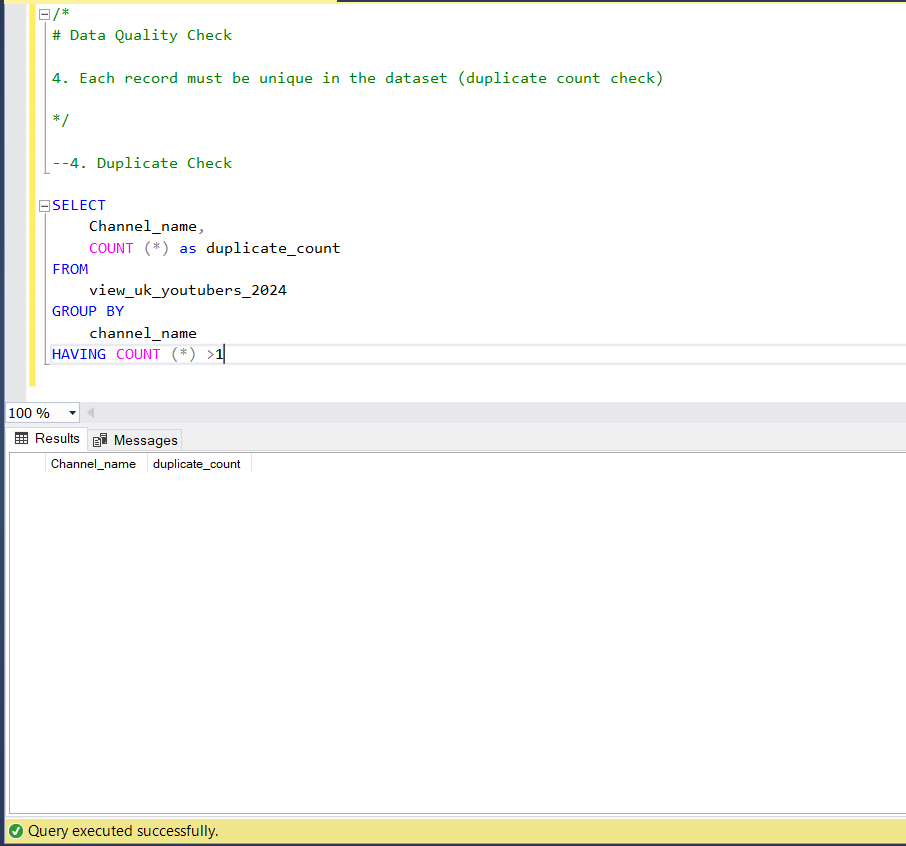 /*
# Data Quality Check
4. Each record must be unique in the dataset (duplicate count check)
*/
--4. Duplicate Check
SELECT
Channel_name,
COUNT (*) as duplicate_count
FROM
view_uk_youtubers_2024
GROUP BY
channel_name
HAVING COUNT (*) >1
100 %
Results Messages
Channel_name duplicate_count
Query executed successfully.